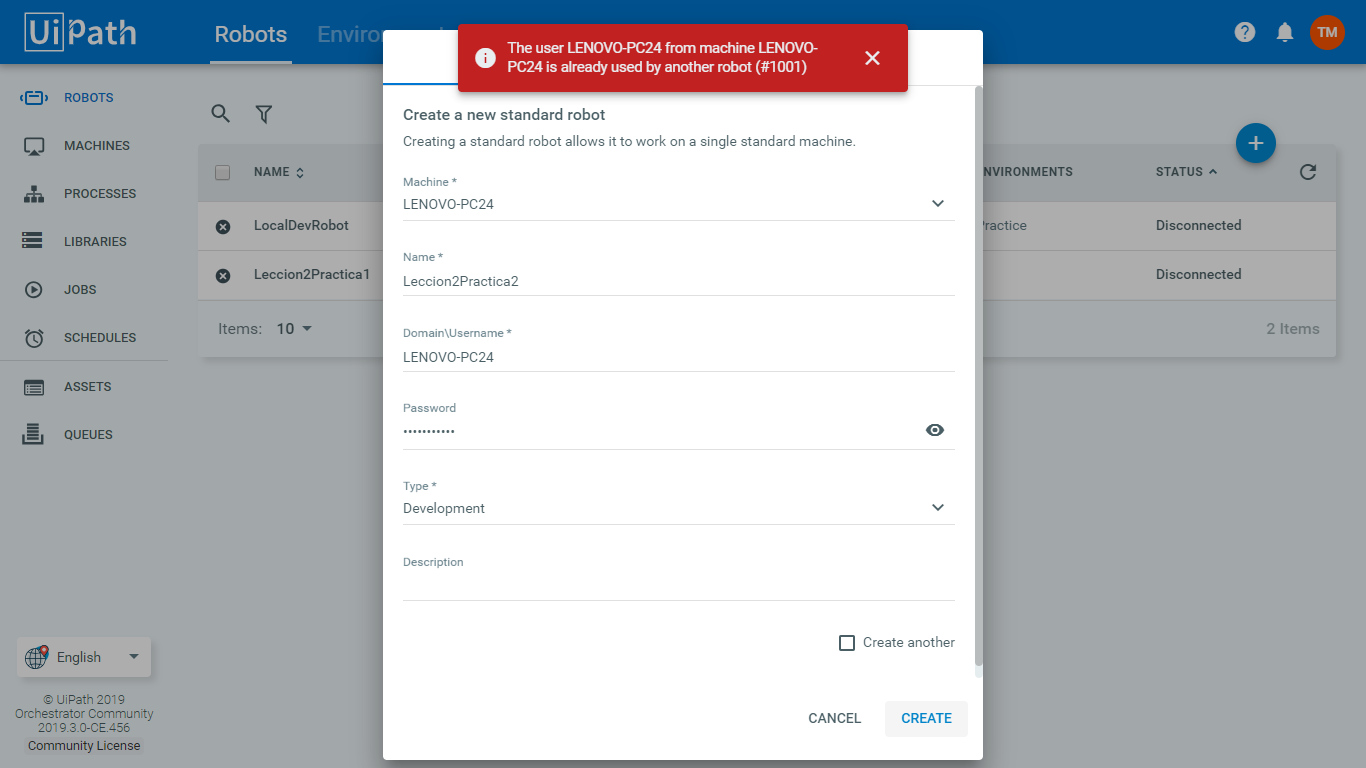 UiPath
Robots
The user LENOVO-PC24 from machine LENOVO-
PC24 is already used by another robot (#1001)
TM
ROBOTS
MACHINES
PROCESSES
LIBRARIES
JOBS
SCHEDULES
ASSETS
QUEUES
NAME
STATUS
LocalDevRobot
Disconnected
Leccion2Practica1
Disconnected
Items: 10
2 Items
Create a new standard robot
Creating a standard robot allows it to work on a single standard machine.
Machine *
LENOVO-PC24
Name *
Leccion2Practica2
Domain\Username *
LENOVO-PC24
Password
•••••••••••
Type *
Development
Description
Create another
CANCEL
CREATE
English
© UiPath 2019
Orchestrator Community
2019.3.0-CE.456
Community License